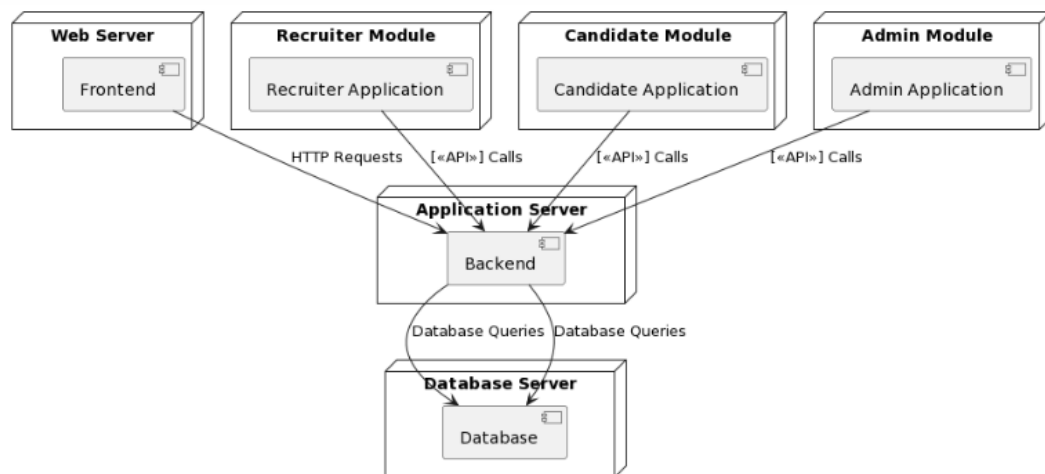 Web Server
Recruiter Module
Candidate Module
Admin Module
Frontend
Recruiter Application
Candidate Application
Admin Application
HTTP Requests
[«API»] Calls
[«API»] Calls
[«API»] Calls
Application Server
Backend
Database Queries
Database Queries
Database Server
Database